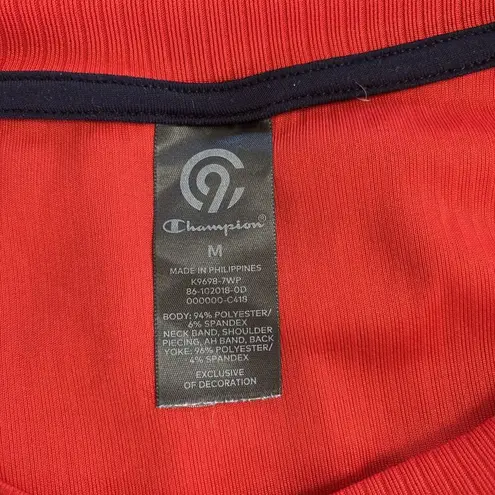 C9
Champion®
M
MADE IN PHILIPPINES
K9698-7WP
86-102018-0D
000000-C418
BODY: 94% POLYESTER/
6% SPANDEX
NECK BAND, SHOULDER
PIECING, AH BAND, BACK
YOKE: 96% POLYESTER/
4% SPANDEX
EXCLUSIVE
OF DECORATION